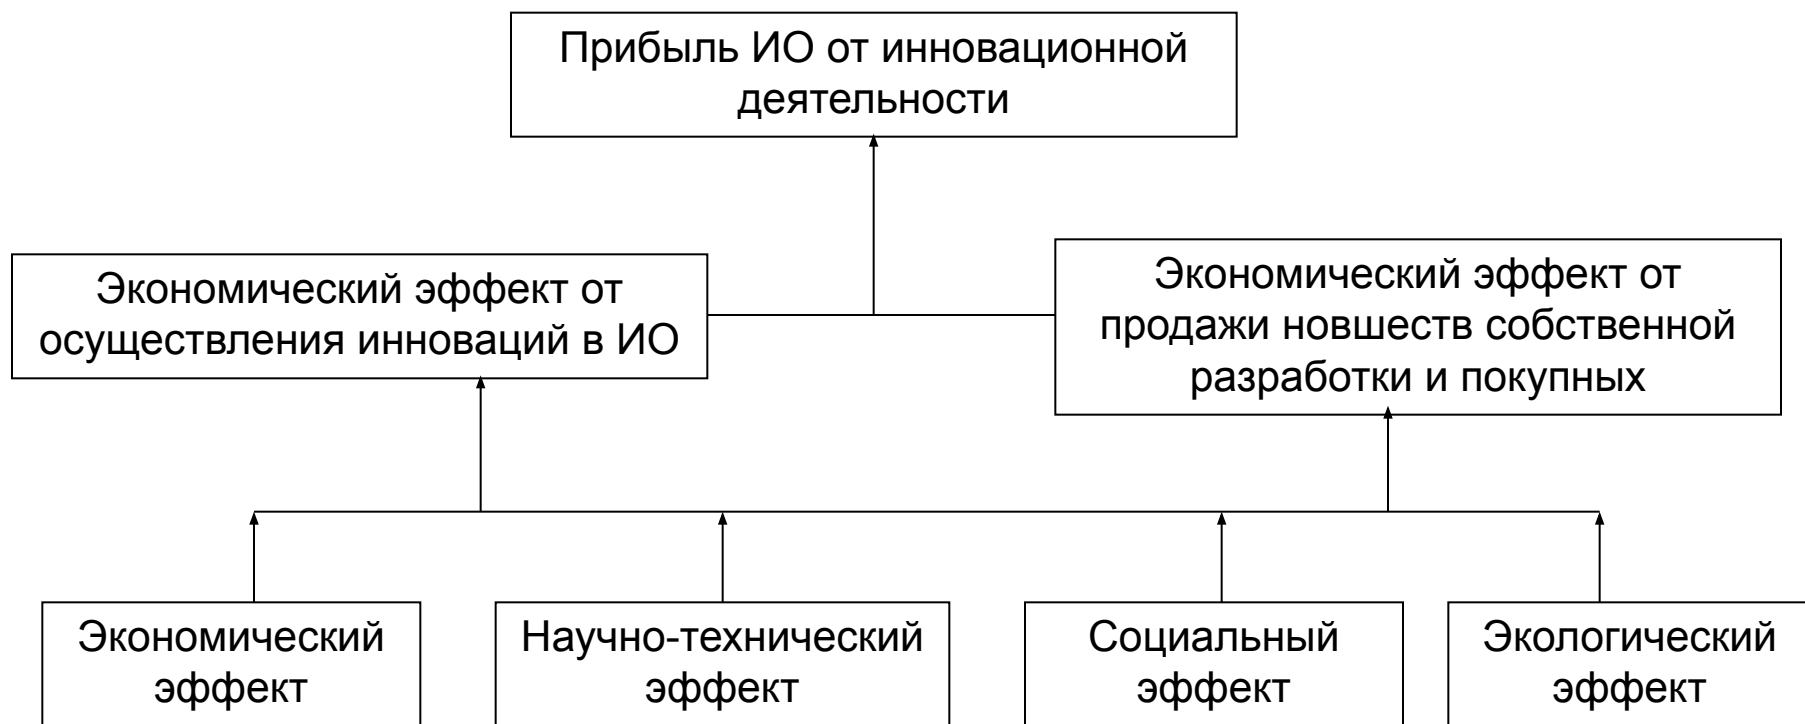 Прибыль ИО от инновационной
деятельности
Экономический эффект от
осуществления инноваций в ИО
Экономический эффект от
продажи новшеств собственной
разработки и покупных
Экономический
эффект
Научно-технический
эффект
Социальный
эффект
Экологический
эффект